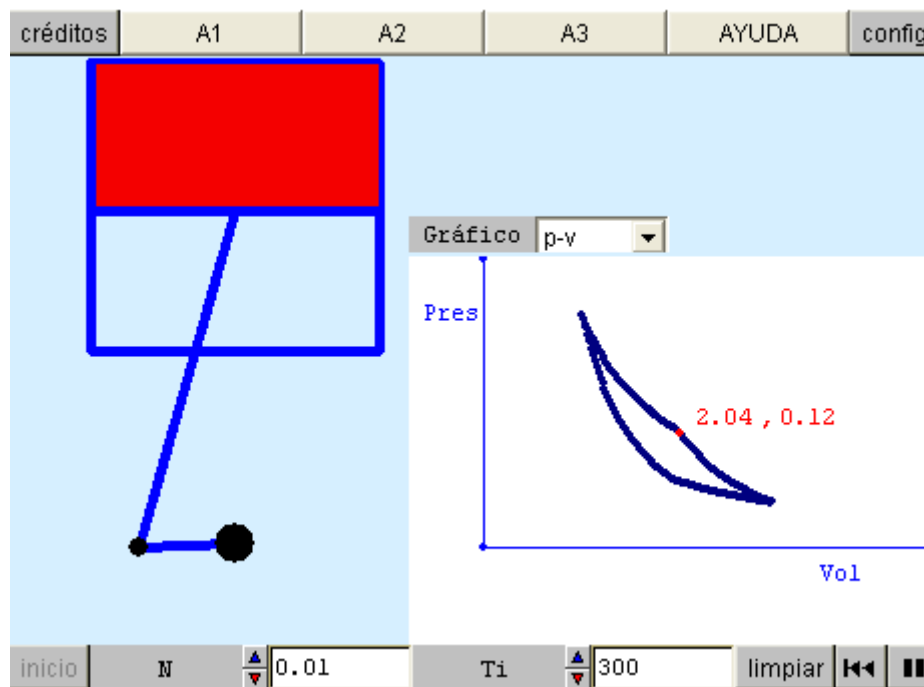 créditos A1 A2 A3 AYUDA config
Gráfico p-v
Pres
2.04 , 0.12
Vol
inicio N 0.01 Ti 300 limpiar